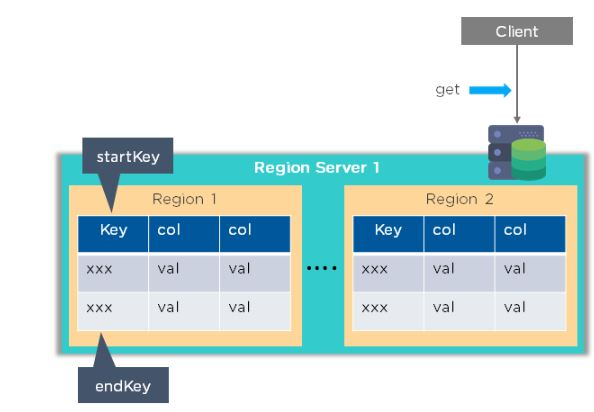 Client
get
startKey
Region Server 1
Region 1
Key col col
xxx val val
xxx val val
....
Region 2
Key col col
xxx val val
xxx val val
endKey